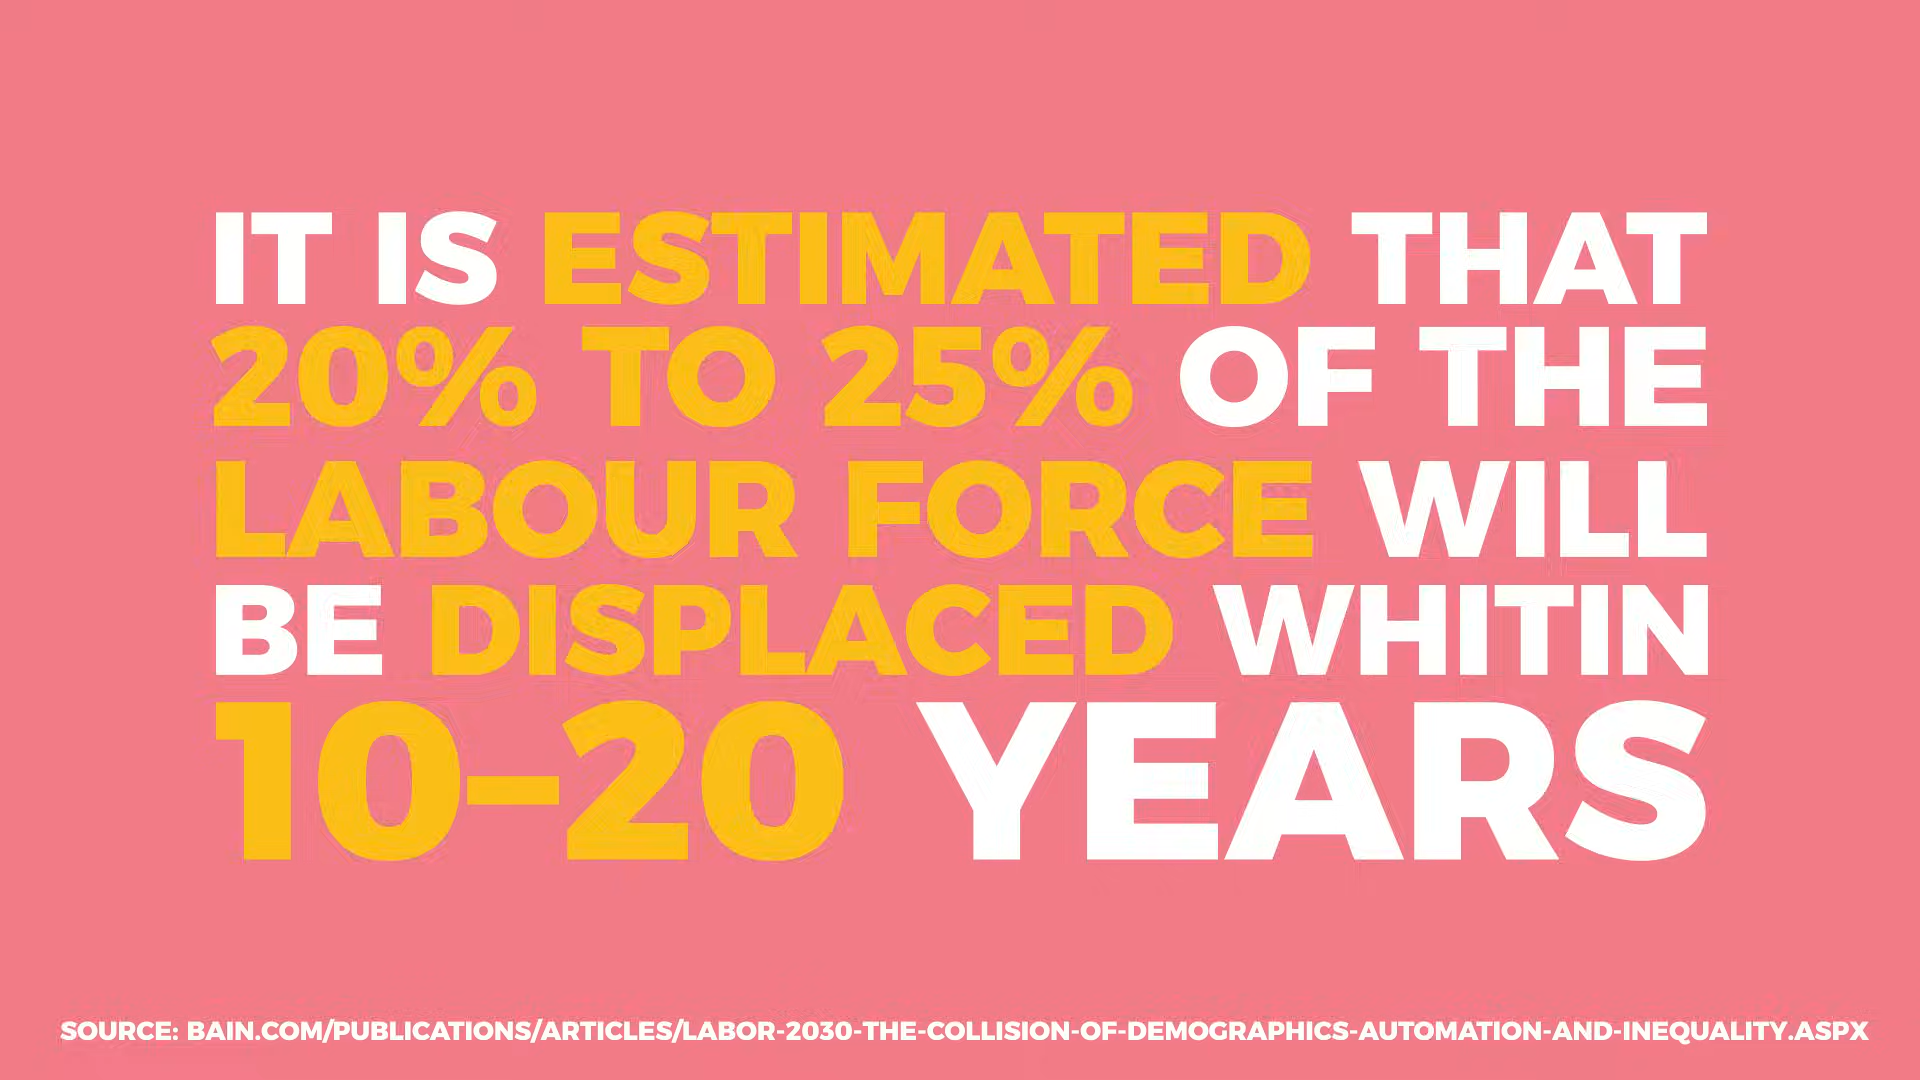 IT IS ESTIMATED THAT
20% TO 25% OF THE
LABOUR FORCE WILL
BE DISPLACED WHITIN
10–20 YEARS
SOURCE: BAIN.COM/PUBLICATIONS/ARTICLES/LABOR-2030-THE-COLLISION-OF-DEMOGRAPHICS-AUTOMATION-AND-INEQUALITY.ASPX